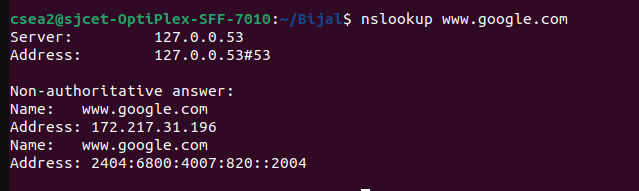 csea2@sjcet-OptiPlex-SFF-7010:~/Bijal$ nslookup www.google.com
Server:         127.0.0.53
Address:        127.0.0.53#53

Non-authoritative answer:
Name:   www.google.com
Address: 172.217.31.196
Name:   www.google.com
Address: 2404:6800:4007:820::2004